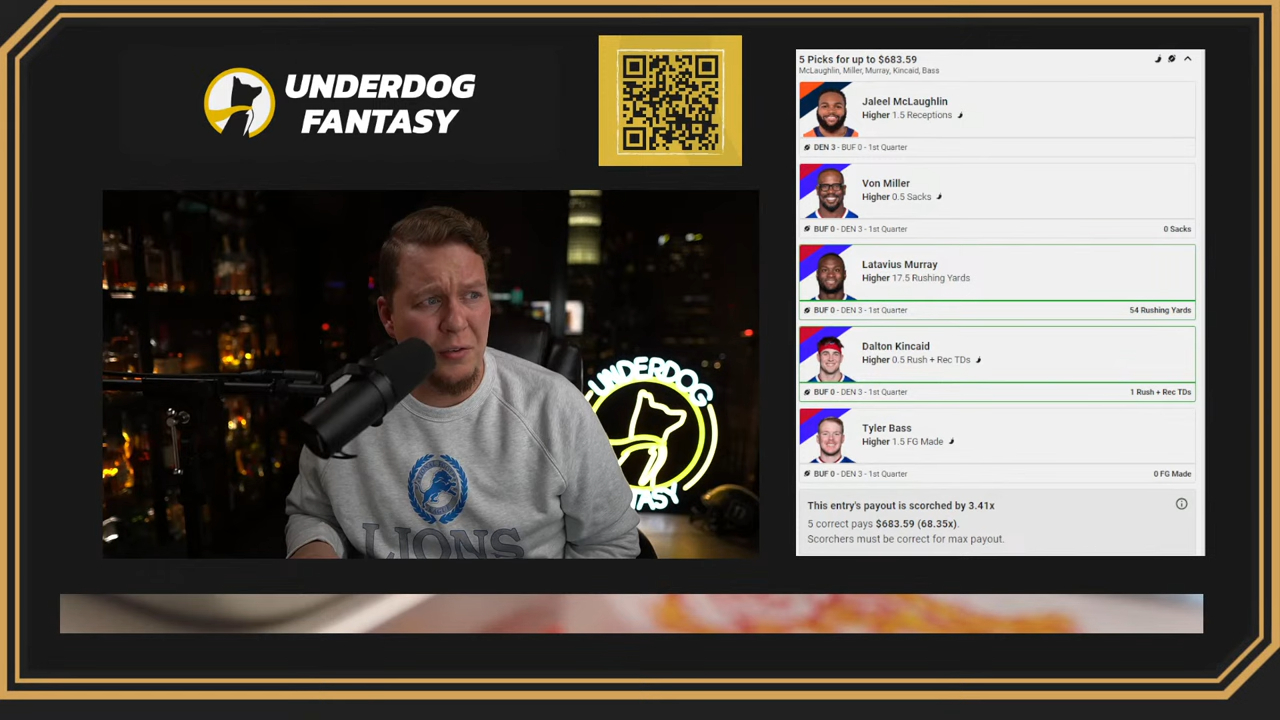 UNDERDOG
FANTASY
5 Picks for up to $683.59
McLaughlin, Miller, Murray, Kincaid, Bass
Jaleel McLaughlin
Higher 1.5 Receptions
DEN 3 - BUF 0 - 1st Quarter
Von Miller
Higher 0.5 Sacks
BUF 0 - DEN 3 - 1st Quarter
0 Sacks
Latavius Murray
Higher 17.5 Rushing Yards
BUF 0 - DEN 3 - 1st Quarter
54 Rushing Yards
Dalton Kincaid
Higher 0.5 Rush + Rec TDs
BUF 0 - DEN 3 - 1st Quarter
1 Rush + Rec TDs
Tyler Bass
Higher 1.5 FG Made
BUF 0 - DEN 3 - 1st Quarter
0 FG Made
This entry's payout is scorched by 3.41x
5 correct pays $683.59 (68.35x).
Scorchers must be correct for max payout.
UNDERDOG
TASY
LIONS